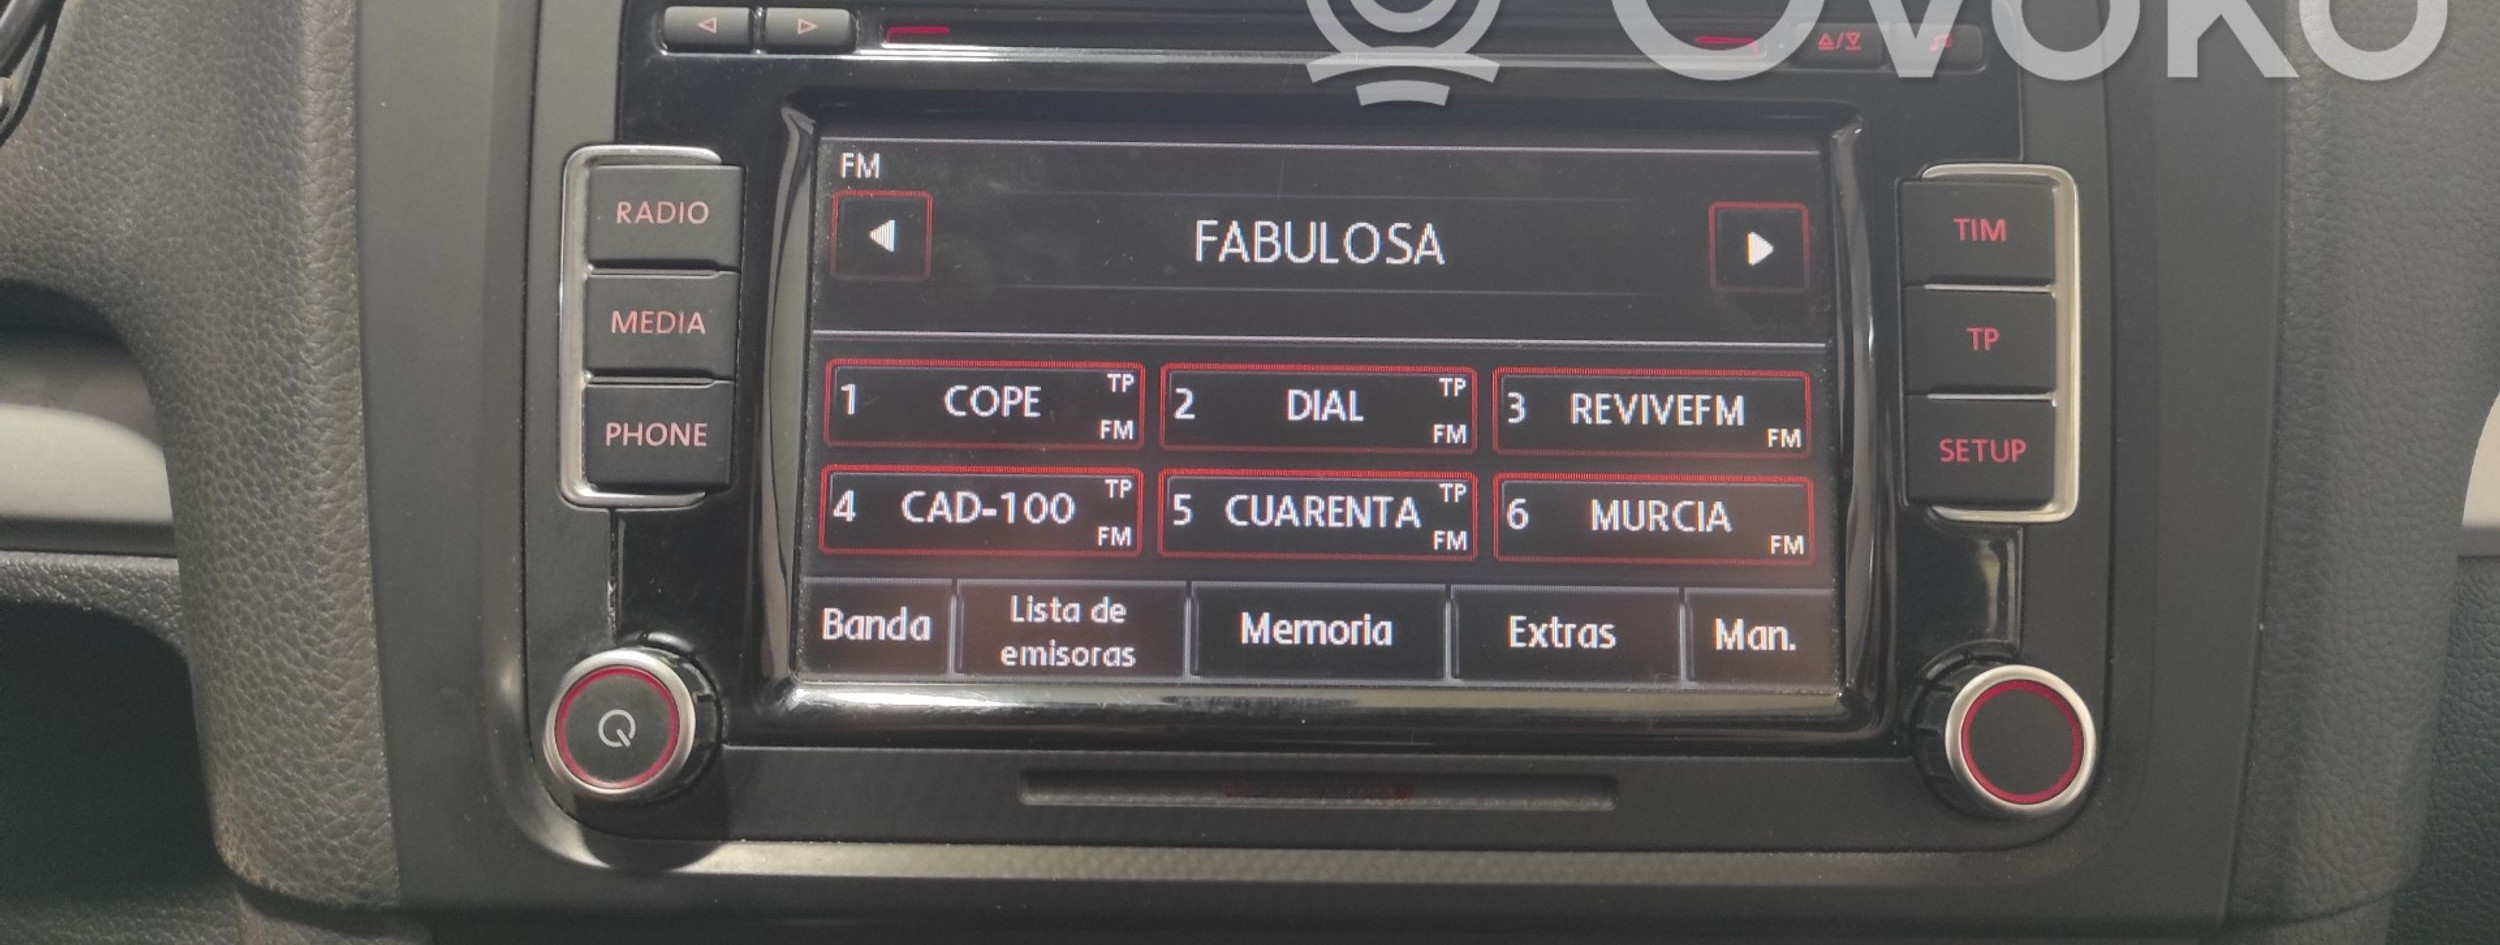 Ovoko
FM
FABULOSA
RADIO
MEDIA
PHONE
TIM
TP
SETUP
1 COPE TP FM
2 DIAL TP FM
3 REVIVEFM FM
4 CAD-100 TP FM
5 CUARENTA TP FM
6 MURCIA FM
Banda
Lista de
emisoras
Memoria
Extras
Man.